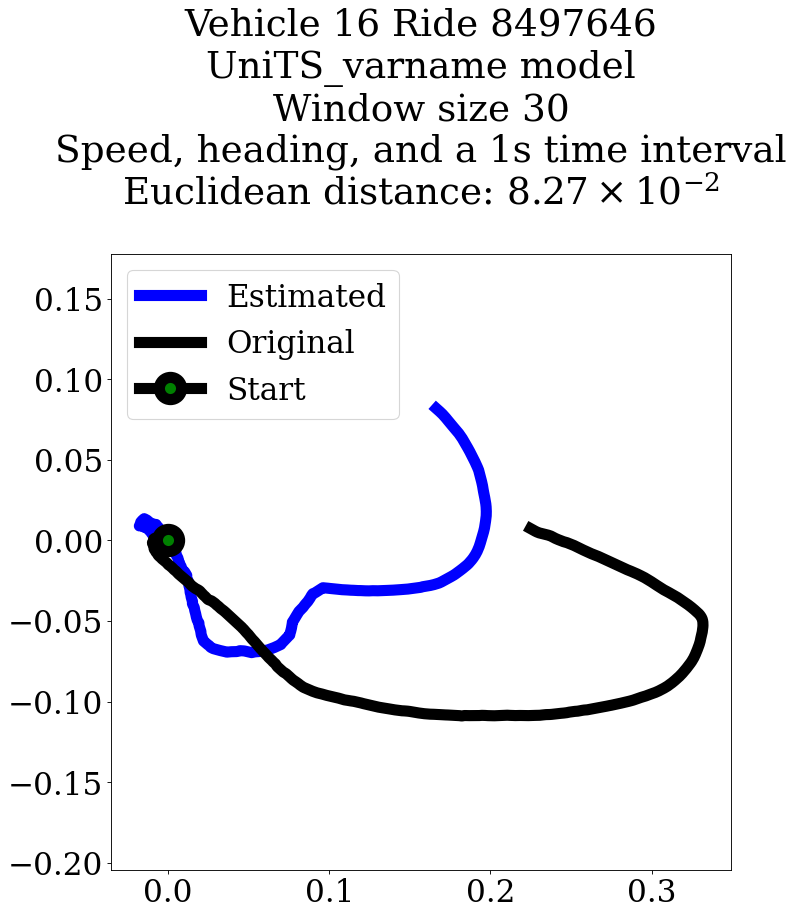 Vehicle 16 Ride 8497646
UniTS_varname model
Window size 30
Speed, heading, and a 1s time interval
Euclidean distance: 8.27 × 10⁻²
Estimated
Original
Start
0.15
0.10
0.05
0.00
−0.05
−0.10
−0.15
−0.20
0.0 0.1 0.2 0.3